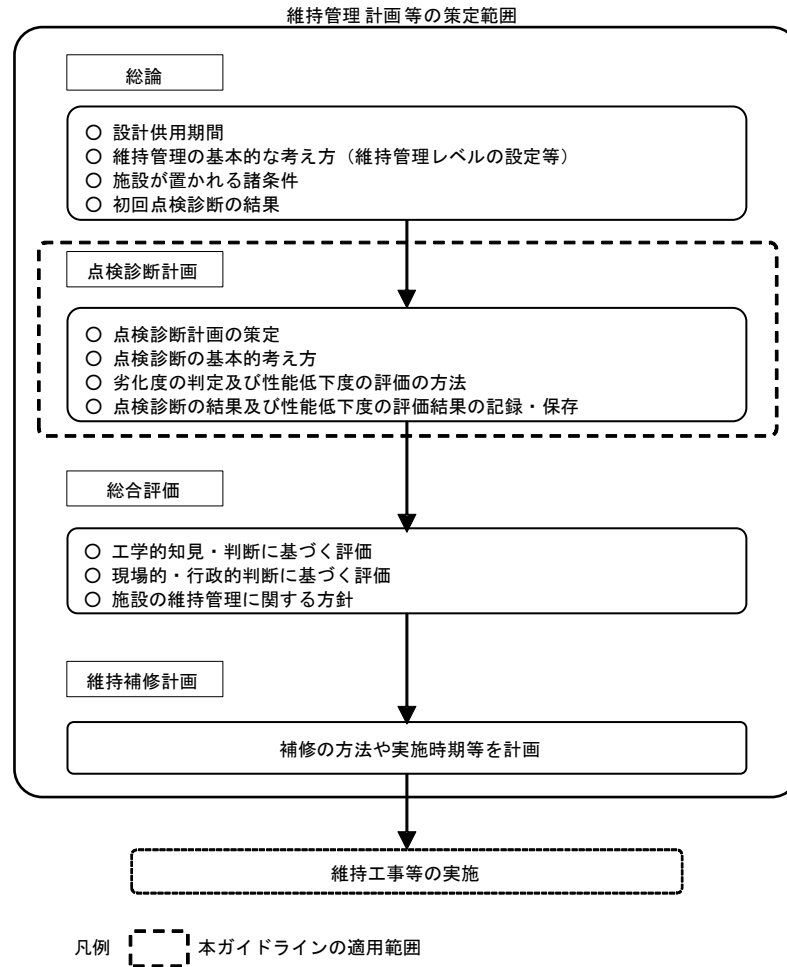 維持管理計画等の策定範囲
総論
○ 設計供用期間
○ 維持管理の基本的な考え方（維持管理レベルの設定等）
○ 施設が置かれる諸条件
○ 初回点検診断の結果
点検診断計画
○ 点検診断計画の策定
○ 点検診断の基本的考え方
○ 劣化度の判定及び性能低下度の評価の方法
○ 点検診断の結果及び性能低下度の評価結果の記録・保存
総合評価
○ 工学的知見・判断に基づく評価
○ 現場的・行政的判断に基づく評価
○ 施設の維持管理に関する方針
維持補修計画
補修の方法や実施時期等を計画
維持工事等の実施
凡例 本ガイドラインの適用範囲